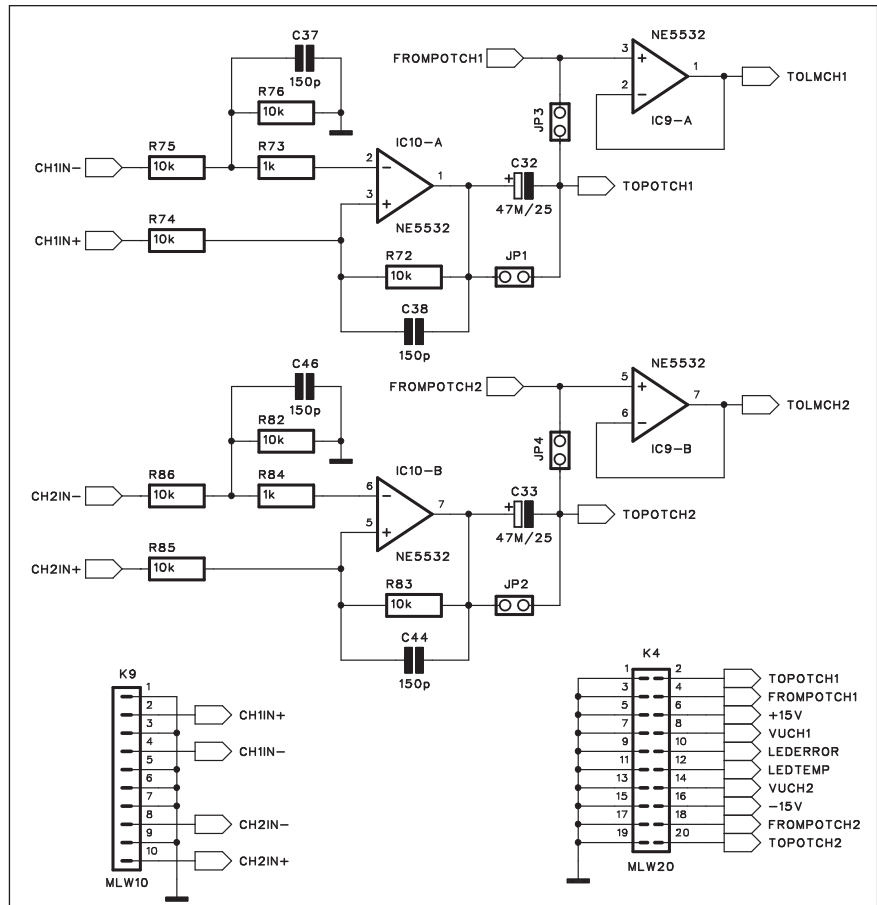 C37
150p
R76
10k
R75
10k
R73
1k
CH1IN-
R74
10k
CH1IN+
IC10-A
2
3
1
NE5532
R72
10k
C38
150p
C32
47M/25
JP1
JP3
FROMPOTCH1
TOPOTCH1
NE5532
3
2
1
IC9-A
TOLMCH1
C46
150p
R82
10k
R86
10k
R84
1k
CH2IN-
R85
10k
CH2IN+
IC10-B
6
5
7
NE5532
R83
10k
C44
150p
C33
47M/25
JP2
JP4
FROMPOTCH2
TOPOTCH2
NE5532
5
6
7
IC9-B
TOLMCH2
K9
1
2 CH1IN+
3
4 CH1IN-
5
6
7
8 CH2IN-
9
10 CH2IN+
MLW10
K4
1 2 TOPOTCH1
3 4 FROMPOTCH1
5 6 +15V
7 8 VUCH1
9 10 LEDERROR
11 12 LEDTEMP
13 14 VUCH2
15 16 -15V
17 18 FROMPOTCH2
19 20 TOPOTCH2
MLW20